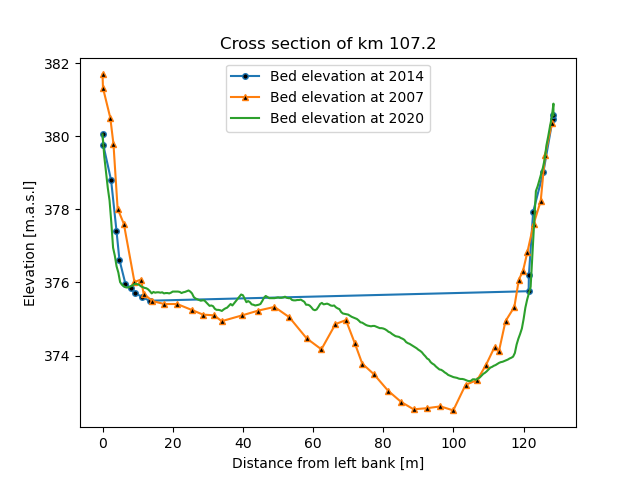 Cross section of km 107.2
Bed elevation at 2014
Bed elevation at 2007
Bed elevation at 2020
Elevation [m.a.s.l]
382
380
378
376
374
0 20 40 60 80 100 120
Distance from left bank [m]